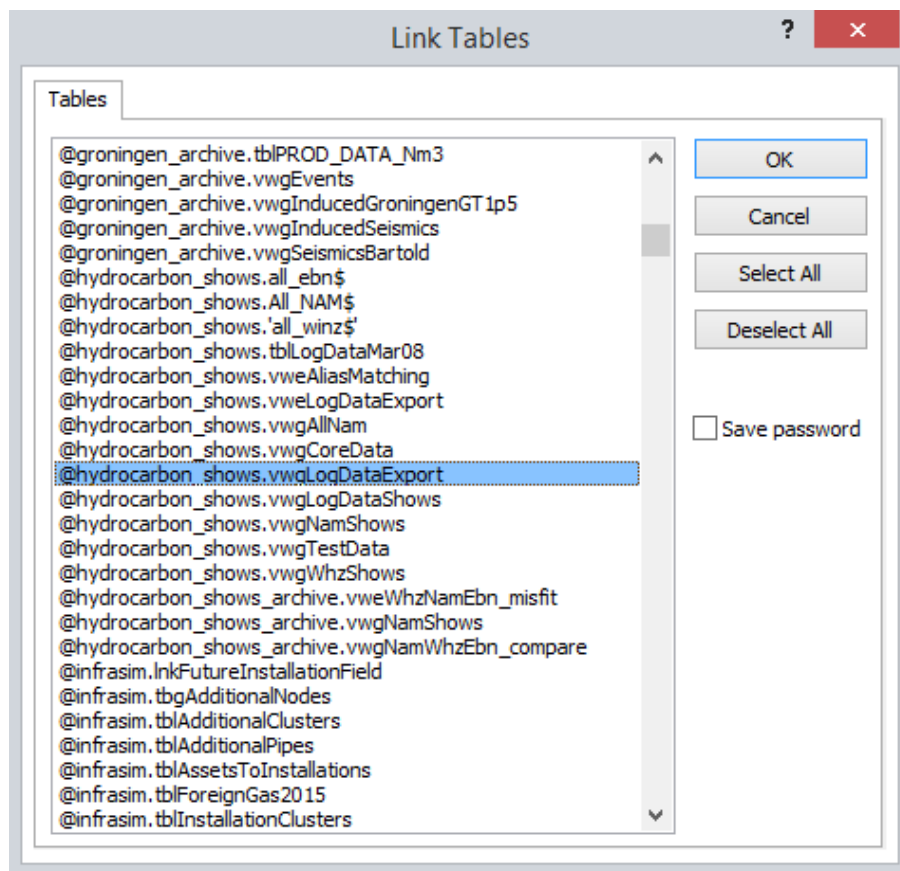 Link Tables
?
×
Tables
@groningen_archive.tblPROD_DATA_Nm3
@groningen_archive.vwgEvents
@groningen_archive.vwgInducedGroningenGT1p5
@groningen_archive.vwgInducedSeismics
@groningen_archive.vwgSeismicsBartold
@hydrocarbon_shows.all_ebn$
@hydrocarbon_shows.All_NAM$
@hydrocarbon_shows.'all_winz$'
@hydrocarbon_shows.tblLogDataMar08
@hydrocarbon_shows.vweAliasMatching
@hydrocarbon_shows.vweLogDataExport
@hydrocarbon_shows.vwgAllNam
@hydrocarbon_shows.vwgCoreData
@hydrocarbon_shows.vwgLogDataExport
@hydrocarbon_shows.vwgLogDataShows
@hydrocarbon_shows.vwgNamShows
@hydrocarbon_shows.vwgTestData
@hydrocarbon_shows.vwgWhzShows
@hydrocarbon_shows_archive.vweWhzNamEbn_misfit
@hydrocarbon_shows_archive.vwgNamShows
@hydrocarbon_shows_archive.vwgNamWhzEbn_compare
@infrasim.lnkFutureInstallationField
@infrasim.tbgAdditionalNodes
@infrasim.tblAdditionalClusters
@infrasim.tblAdditionalPipes
@infrasim.tblAssetsToInstallations
@infrasim.tblForeignGas2015
@infrasim.tblInstallationClusters
OK
Cancel
Select All
Deselect All
Save password